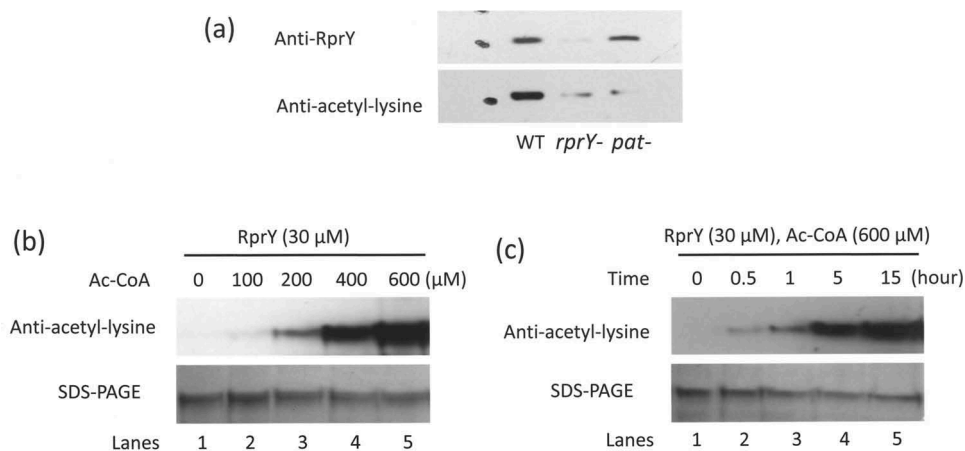 (a)
Anti-RprY
Anti-acetyl-lysine
WT rprY- pat-
(b)
RprY (30 µM)
Ac-CoA 0 100 200 400 600 (µM)
Anti-acetyl-lysine
SDS-PAGE
Lanes 1 2 3 4 5
(c)
RprY (30 µM), Ac-CoA (600 µM)
Time 0 0.5 1 5 15 (hour)
Anti-acetyl-lysine
SDS-PAGE
Lanes 1 2 3 4 5